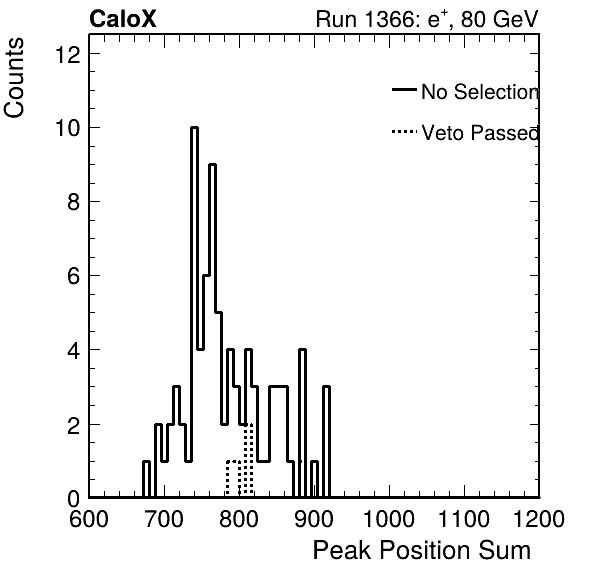 CaloX Run 1366: e⁺, 80 GeV
Counts
12
10
8
6
4
2
0
No Selection
Veto Passed
600 700 800 900 1000 1100 1200
Peak Position Sum